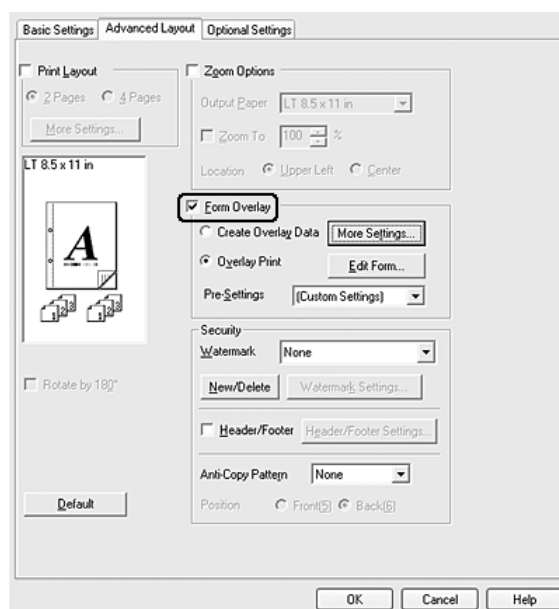 Basic Settings
Advanced Layout
Optional Settings
Print Layout
2 Pages
4 Pages
More Settings...
LT 8.5 x 11 in
A
Rotate by 180°
Default
Zoom Options
Output Paper
LT 8.5 x 11 in
Zoom To
100
%
Location
Upper Left
Center
Form Overlay
Create Overlay Data
More Settings...
Overlay Print
Edit Form...
Pre-Settings
(Custom Settings)
Security
Watermark
None
New/Delete
Watermark Settings...
Header/Footer
Header/Footer Settings...
Anti-Copy Pattern
None
Position
Front(5)
Back(6)
OK
Cancel
Help